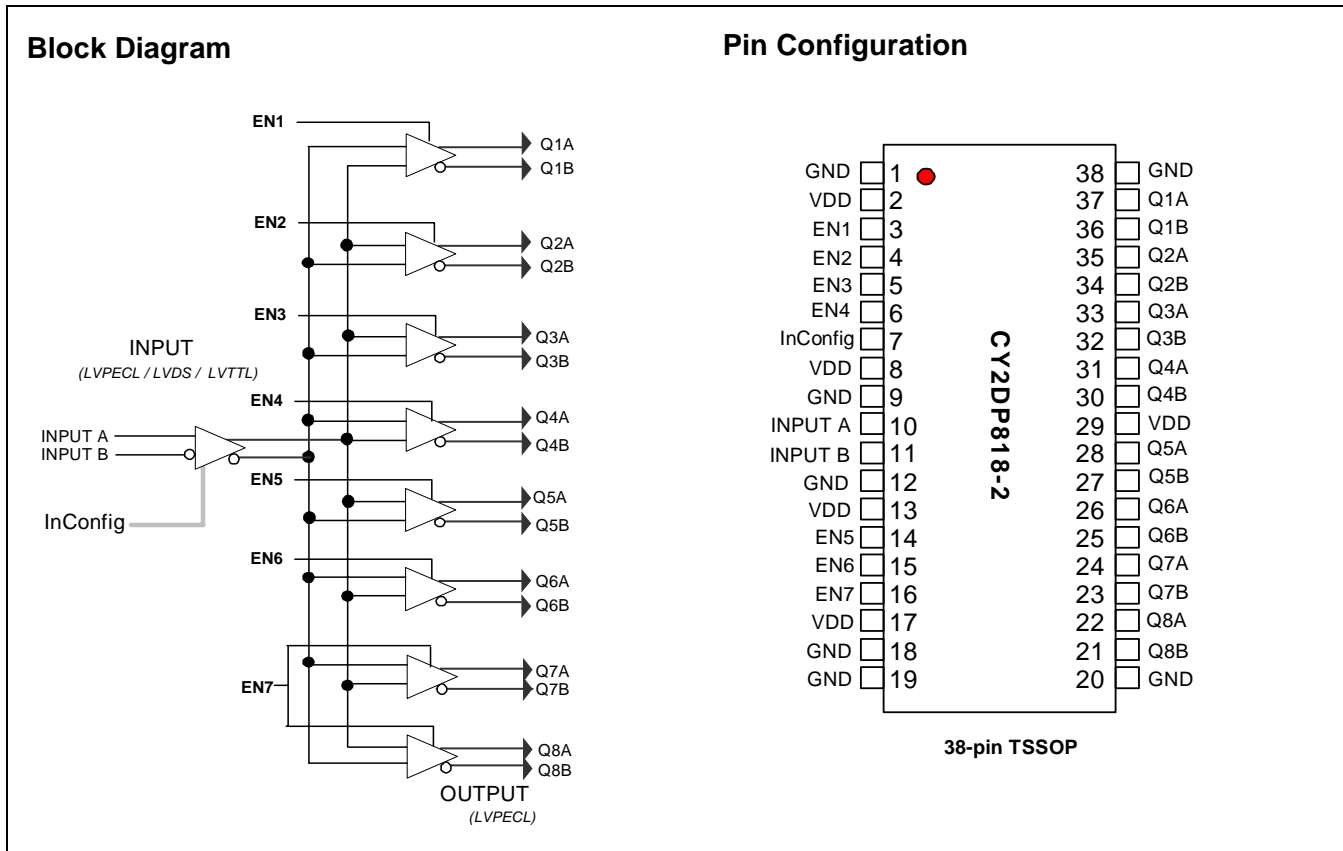 Block Diagram
EN1
Q1A
Q1B
EN2
Q2A
Q2B
EN3
Q3A
Q3B
INPUT
(LVPECL / LVDS / LVTTL)
EN4
Q4A
Q4B
INPUT A
INPUT B
EN5
Q5A
Q5B
InConfig
EN6
Q6A
Q6B
EN7
Q7A
Q7B
Q8A
Q8B
OUTPUT
(LVPECL)
Pin Configuration
GND 1 38 GND
VDD 2 37 Q1A
EN1 3 36 Q1B
EN2 4 35 Q2A
EN3 5 34 Q2B
EN4 6 33 Q3A
InConfig 7 32 Q3B
VDD 8 31 Q4A
GND 9 30 Q4B
INPUT A 10 29 VDD
INPUT B 11 28 Q5A
GND 12 27 Q5B
VDD 13 26 Q6A
EN5 14 25 Q6B
EN6 15 24 Q7A
EN7 16 23 Q7B
VDD 17 22 Q8A
GND 18 21 Q8B
GND 19 20 GND
CY2DP818-2
38-pin TSSOP